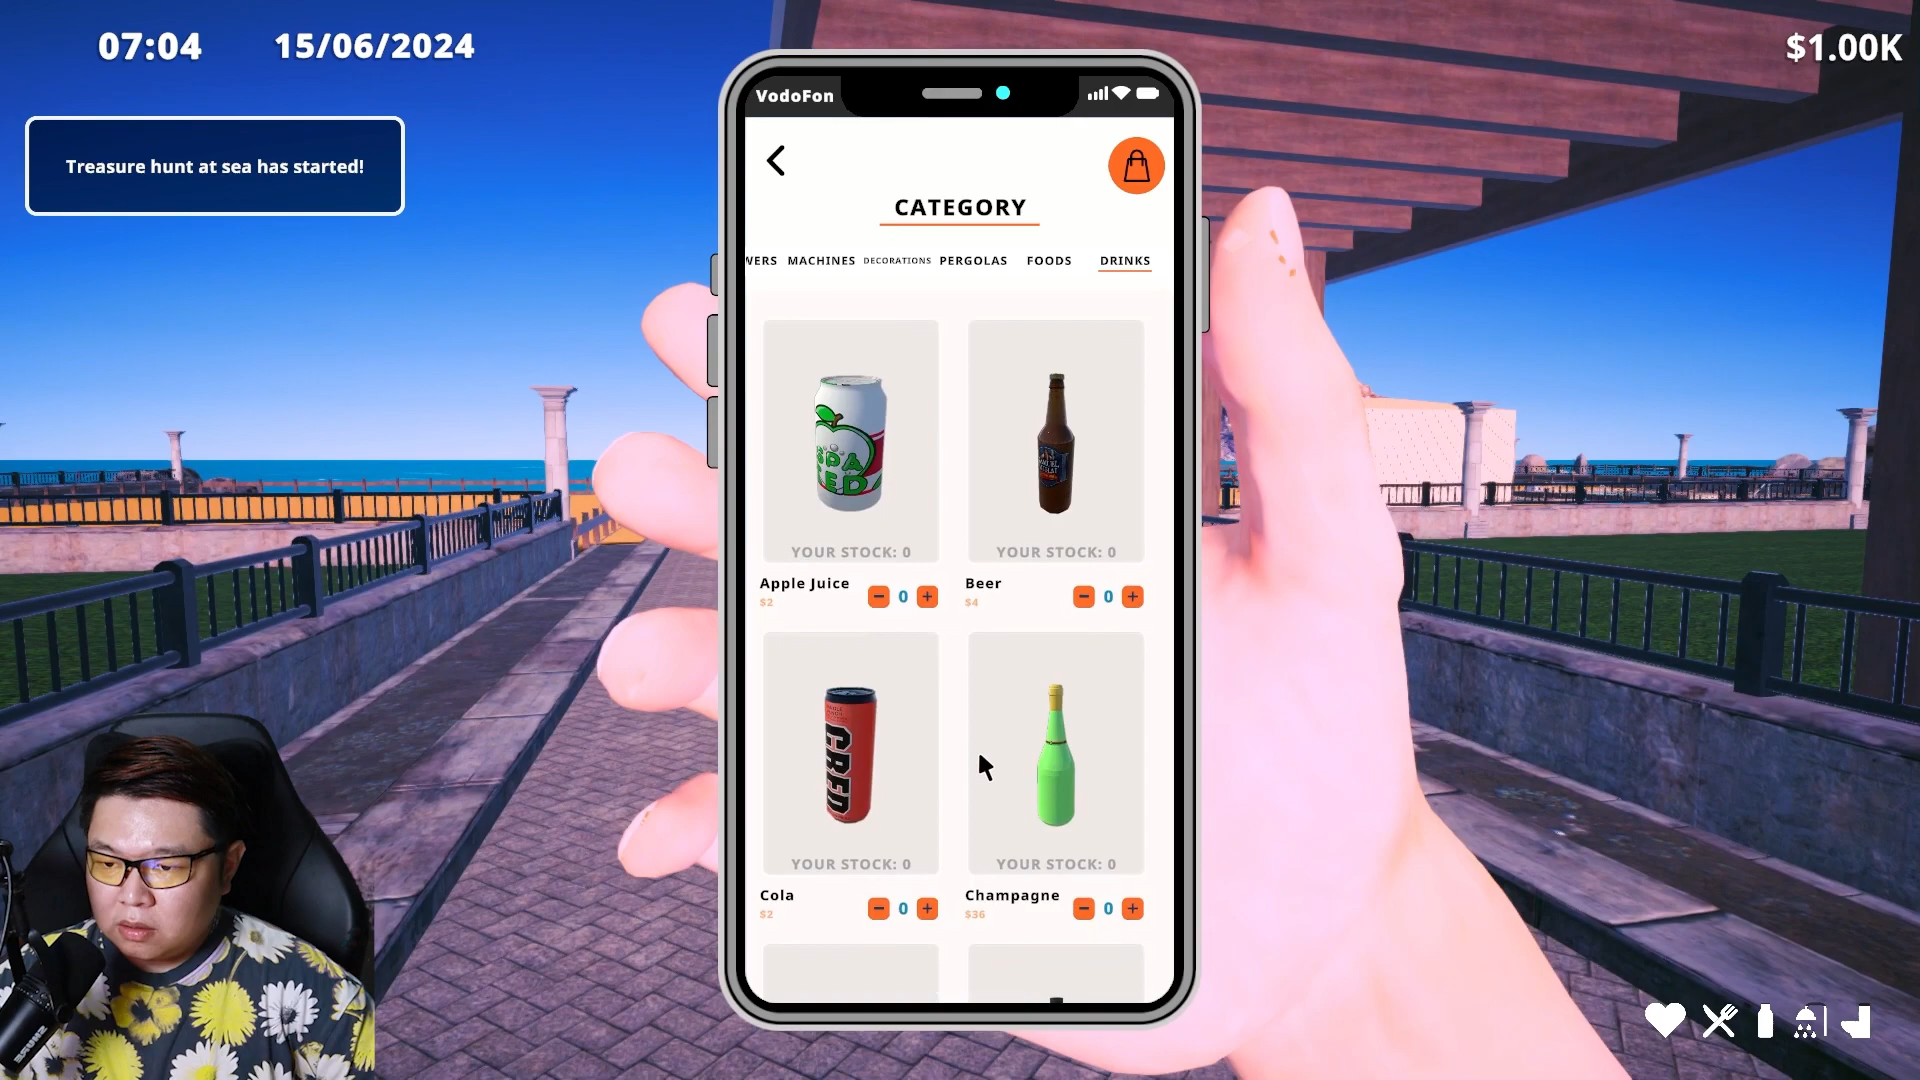 07:04
15/06/2024
$1.00K
Treasure hunt at sea has started!
VodoFon
CATEGORY
MACHINES
DECORATIONS
PERGOLAS
FOODS
DRINKS
YOUR STOCK: 0
YOUR STOCK: 0
Apple Juice
$2
0
Beer
$4
0
CRED
YOUR STOCK: 0
YOUR STOCK: 0
Cola
$2
0
Champagne
$36
0